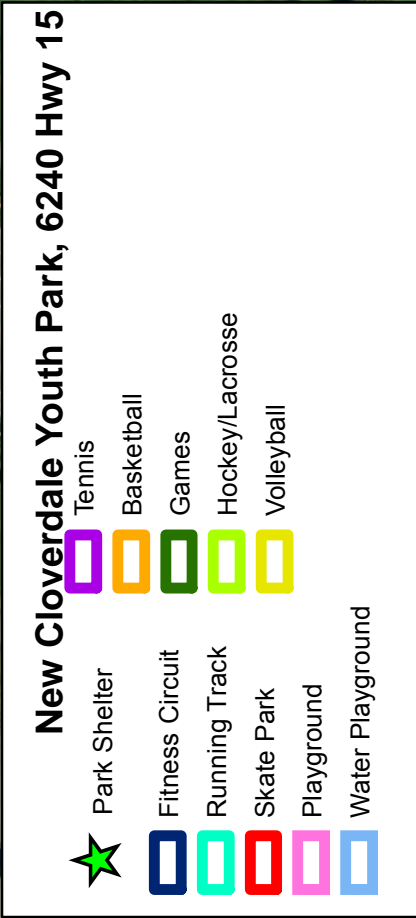 New Cloverdale Youth Park, 6240 Hwy 15
Park Shelter
Fitness Circuit
Running Track
Skate Park
Playground
Water Playground
Tennis
Basketball
Games
Hockey/Lacrosse
Volleyball